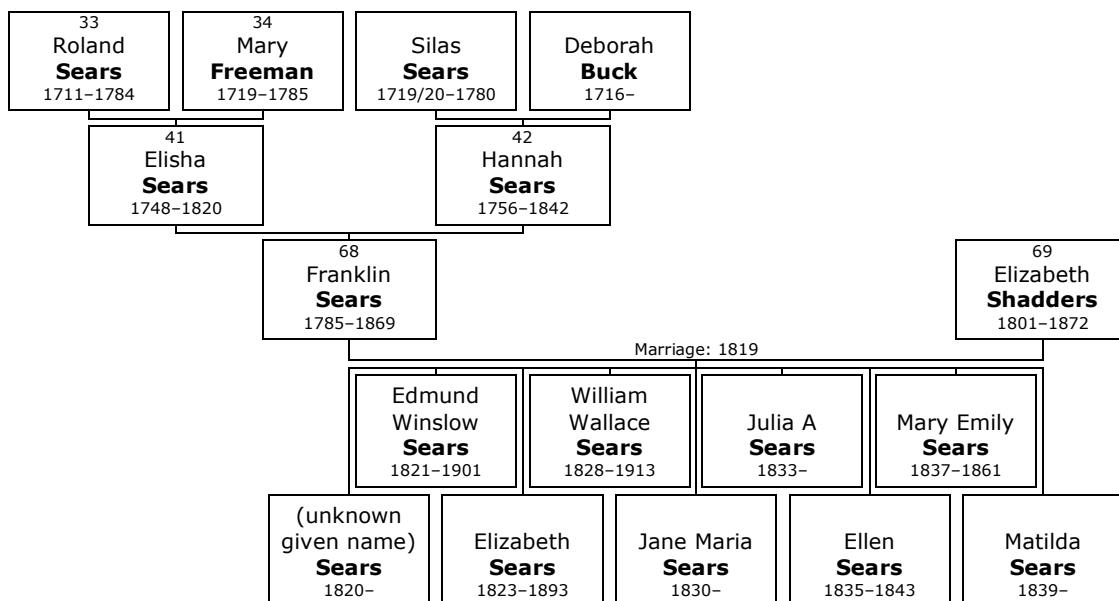 33
Roland
Sears
1711–1784
34
Mary
Freeman
1719–1785
Silas
Sears
1719/20–1780
Deborah
Buck
1716–
41
Elisha
Sears
1748–1820
42
Hannah
Sears
1756–1842
68
Franklin
Sears
1785–1869
69
Elizabeth
Shadders
1801–1872
Marriage: 1819
Edmund
Winslow
Sears
1821–1901
William
Wallace
Sears
1828–1913
Julia A
Sears
1833–
Mary Emily
Sears
1837–1861
(unknown
given name)
Sears
1820–
Elizabeth
Sears
1823–1893
Jane Maria
Sears
1830–
Ellen
Sears
1835–1843
Matilda
Sears
1839–